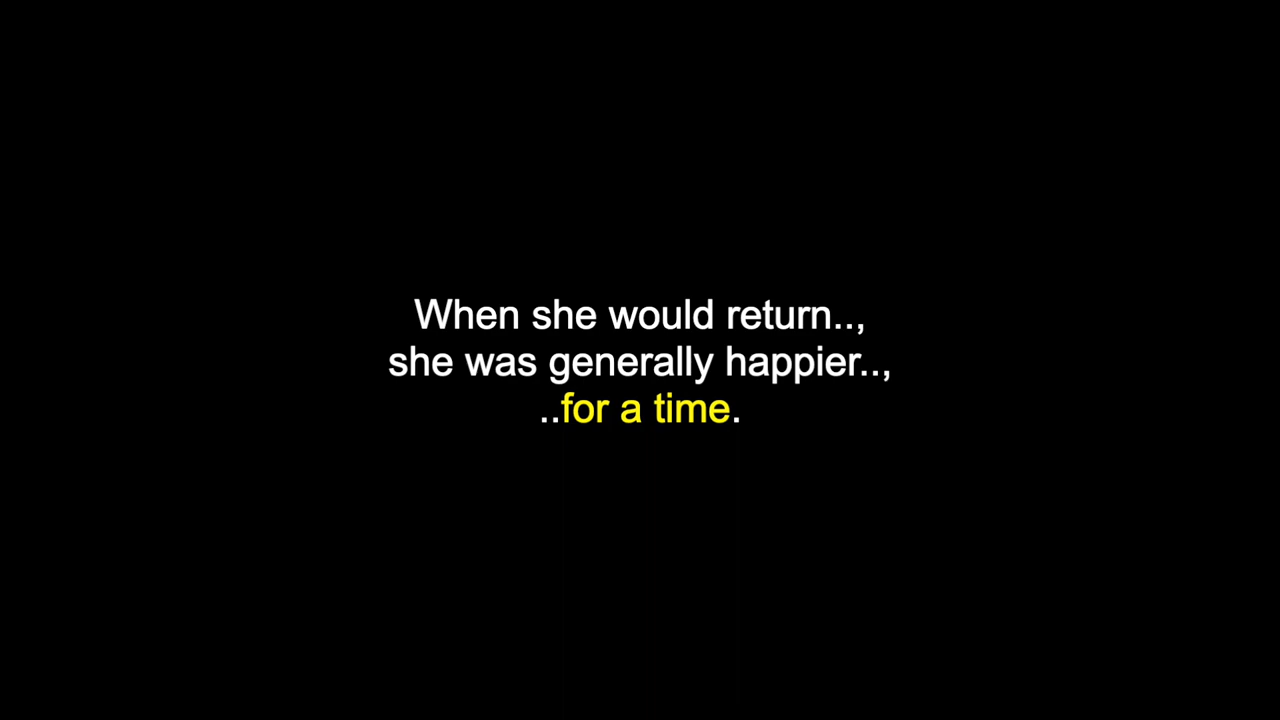 When she would return..,
she was generally happier..,
..for a time.